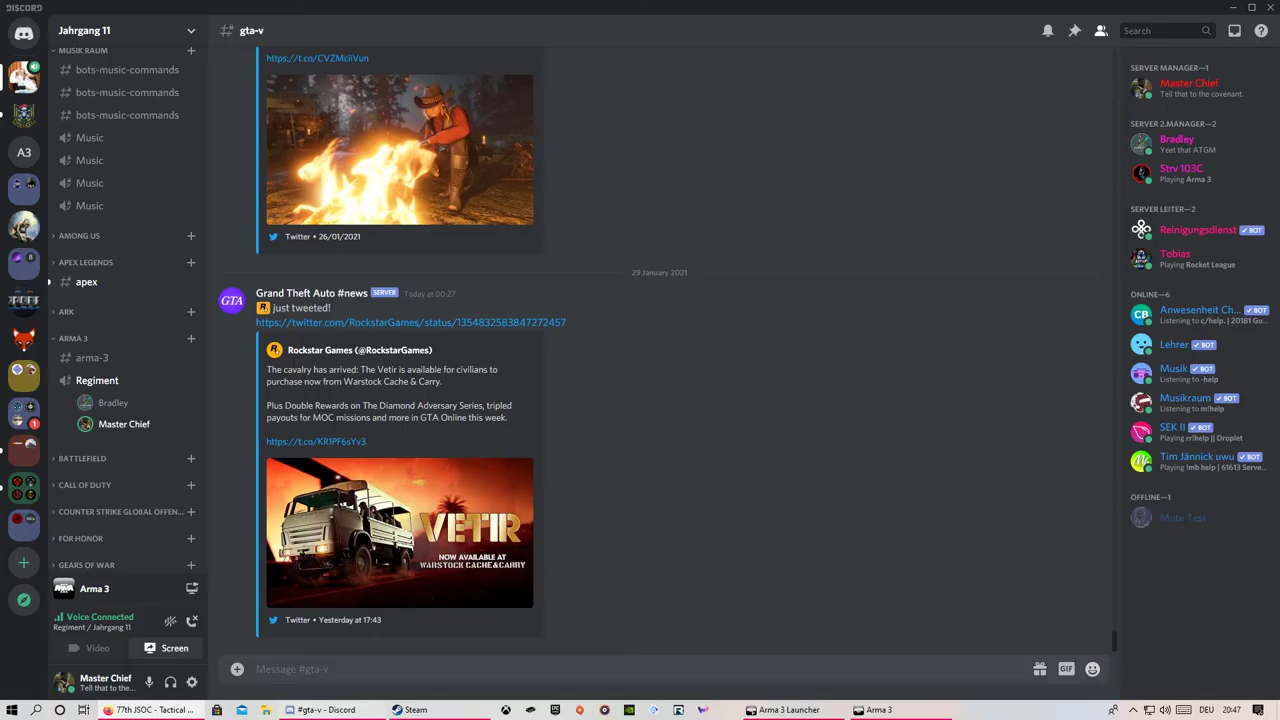 DISCORD
Jahrgang 11
# gta-v
Search
MUSIK RAUM
bots-music-commands
bots-music-commands
bots-music-commands
Music
Music
Music
Music
AMONG US
APEX LEGENDS
apex
ARK
ARMA 3
arma-3
Regiment
Bradley
Master Chief
BATTLEFIELD
CALL OF DUTY
COUNTER STRIKE GLOBAL OFFEN...
FOR HONOR
GEARS OF WAR
A3
1
Arma 3
Voice Connected
Regiment / Jahrgang 11
Video
Screen
Master Chief
Tell that to the...
https://t.co/CVZMciiVun
Twitter • 26/01/2021
29 January 2021
GTA
Grand Theft Auto #news SERVER Today at 00:27
just tweeted!
https://twitter.com/RockstarGames/status/1354832583847272457
Rockstar Games (@RockstarGames)
The cavalry has arrived: The Vetir is available for civilians to
purchase now from Warstock Cache & Carry.
Plus Double Rewards on The Diamond Adversary Series, tripled
payouts for MOC missions and more in GTA Online this week.
https://t.co/KR1PF6sYv3
VETIR
NOW AVAILABLE AT
WARSTOCK CACHE&CARRY
Twitter • Yesterday at 17:43
Message #gta-v
GIF
SERVER MANAGER—1
Master Chief
Tell that to the covenant.
SERVER 2.MANAGER—2
Bradley
Yeet that ATGM
Strv 103C
Playing Arma 3
SERVER LEITER—2
Reinigungsdienst BOT
Tobias
Playing Rocket League
ONLINE—6
Anwesenheit Ch... BOT
Listening to c/help. | 20181 Gu...
Lehrer BOT
Musik BOT
Listening to -help
Musikraum BOT
Listening to m!help
SEK II BOT
Playing rr!help || Droplet
Tim Jännick uwu BOT
Playing !mb help | 61613 Serve...
OFFLINE—1
Mute Test
77th JSOC - Tactical ...
#gta-v - Discord
Steam
Arma 3 Launcher
Arma 3
DEU
20:47